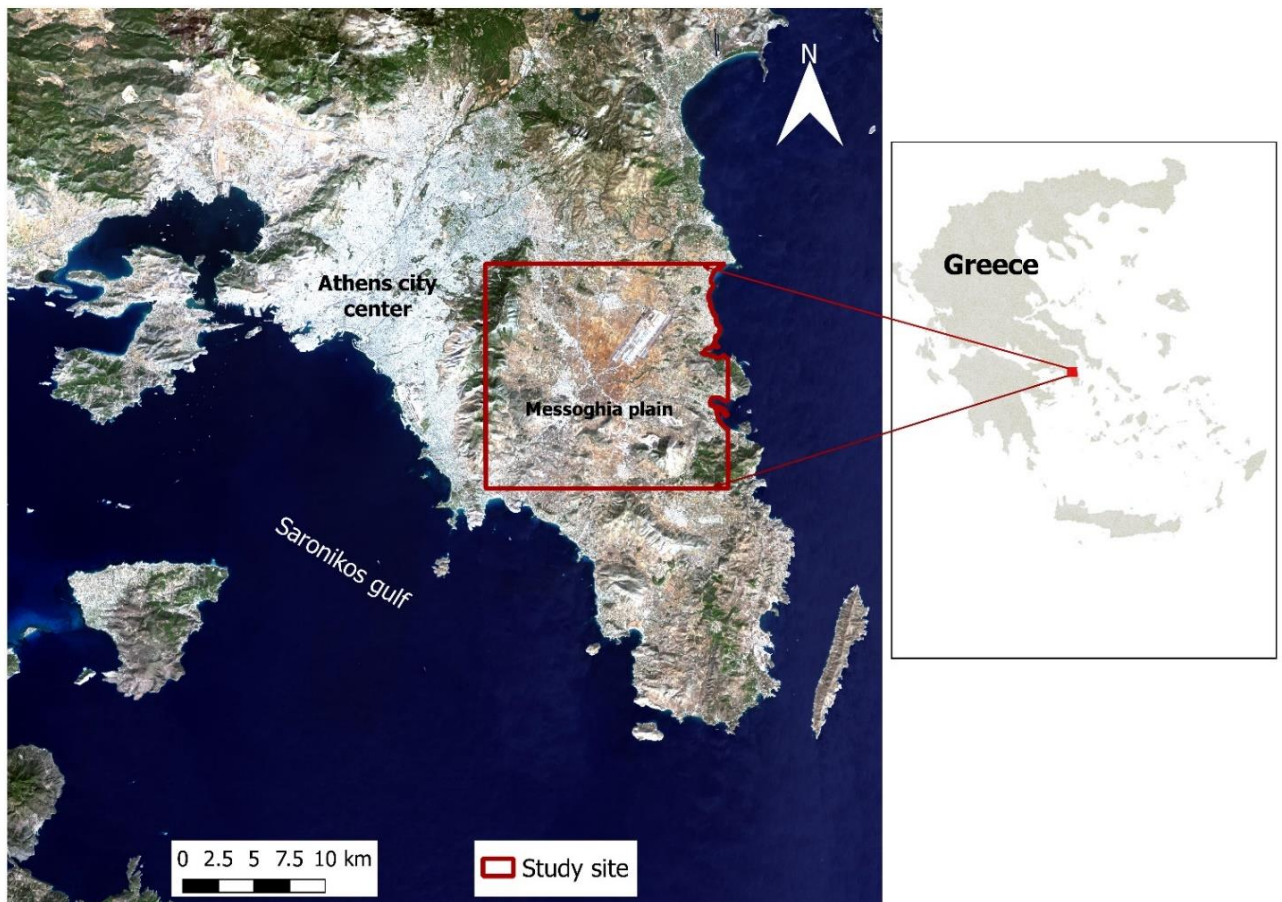 N
Greece
Athens city
center
Messoghia plain
Saronikos gulf
0 2.5 5 7.5 10 km
Study site